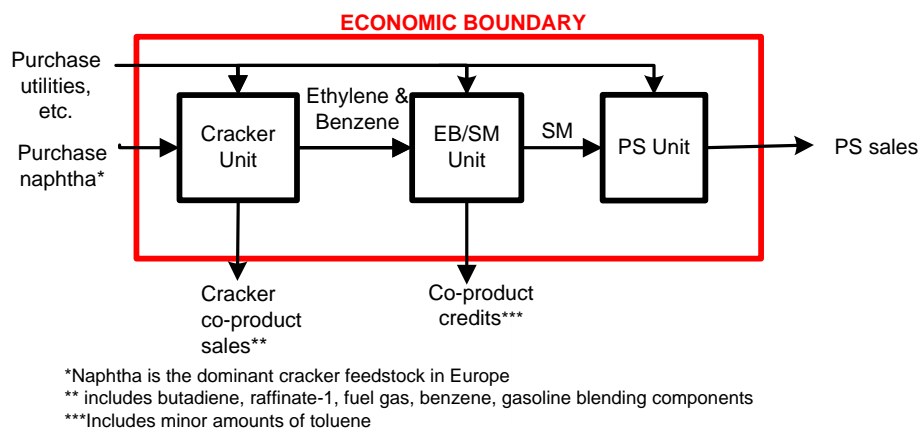 ECONOMIC BOUNDARY
Purchase
utilities,
etc.
Purchase
naphtha*
Cracker
Unit
Ethylene &
Benzene
EB/SM
Unit
SM
PS Unit
PS sales
Cracker
co-product
sales**
Co-product
credits***
*Naphtha is the dominant cracker feedstock in Europe
** includes butadiene, raffinate-1, fuel gas, benzene, gasoline blending components
***Includes minor amounts of toluene